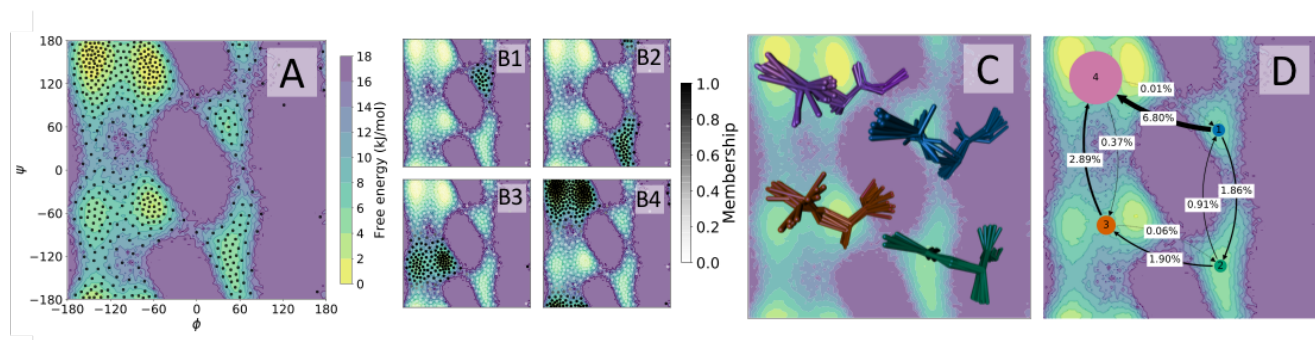 A
180
120
60
0
−60
−120
−180
ψ
−180 −120 −60 0 60 120 180
ϕ
18
16
14
12
10
8
6
4
2
0
Free energy (kJ/mol)
B1
B2
B3
B4
1.0
0.8
0.6
0.4
0.2
0.0
Membership
C
D
4
0.01%
6.80%
1
0.37%
2.89%
1.86%
0.91%
3
0.06%
1.90%
2